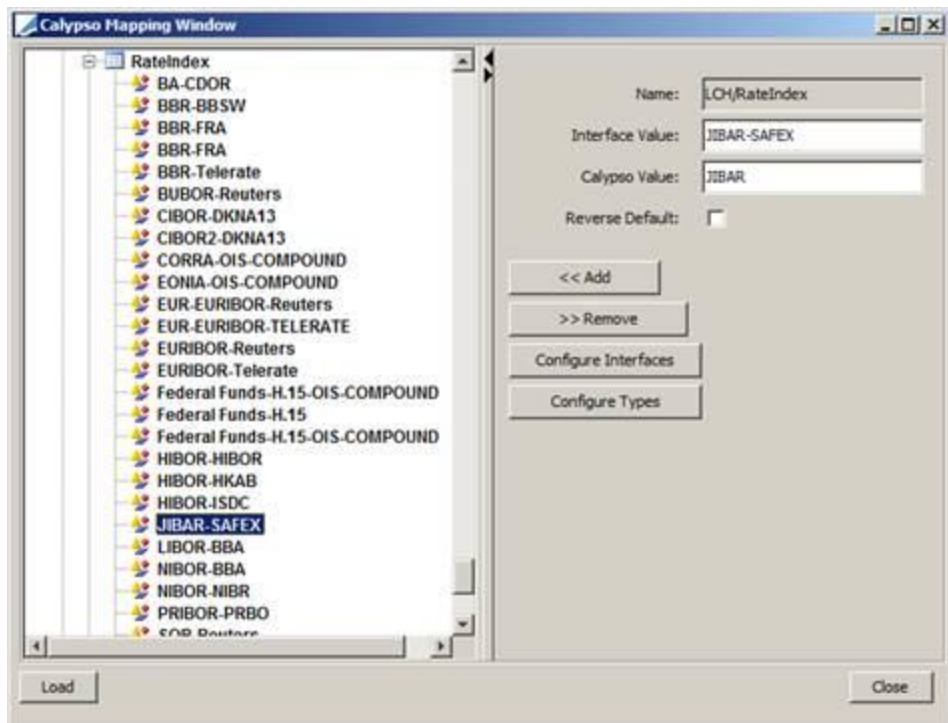 Calypso Mapping Window
RateIndex
BA-CDOR
BBR-BBSW
BBR-FRA
BBR-FRA
BBR-Telerate
BUBOR-Reuters
CIBOR-DKNA13
CIBOR2-DKNA13
CORRA-OIS-COMPOUND
EONIA-OIS-COMPOUND
EUR-EURIBOR-Reuters
EUR-EURIBOR-TELERATE
EURIBOR-Reuters
EURIBOR-Telerate
Federal Funds-H.15-OIS-COMPOUND
Federal Funds-H.15
Federal Funds-H.15-OIS-COMPOUND
HIBOR-HIBOR
HIBOR-HKAB
HIBOR-ISDC
JIBAR-SAFEX
LIBOR-BBA
NIBOR-BBA
NIBOR-NIBR
PRIBOR-PRBO
SOR-Reuters
Name: LCH/RateIndex
Interface Value: JIBAR-SAFEX
Calypso Value: JIBAR
Reverse Default:
<< Add
>> Remove
Configure Interfaces
Configure Types
Load
Close